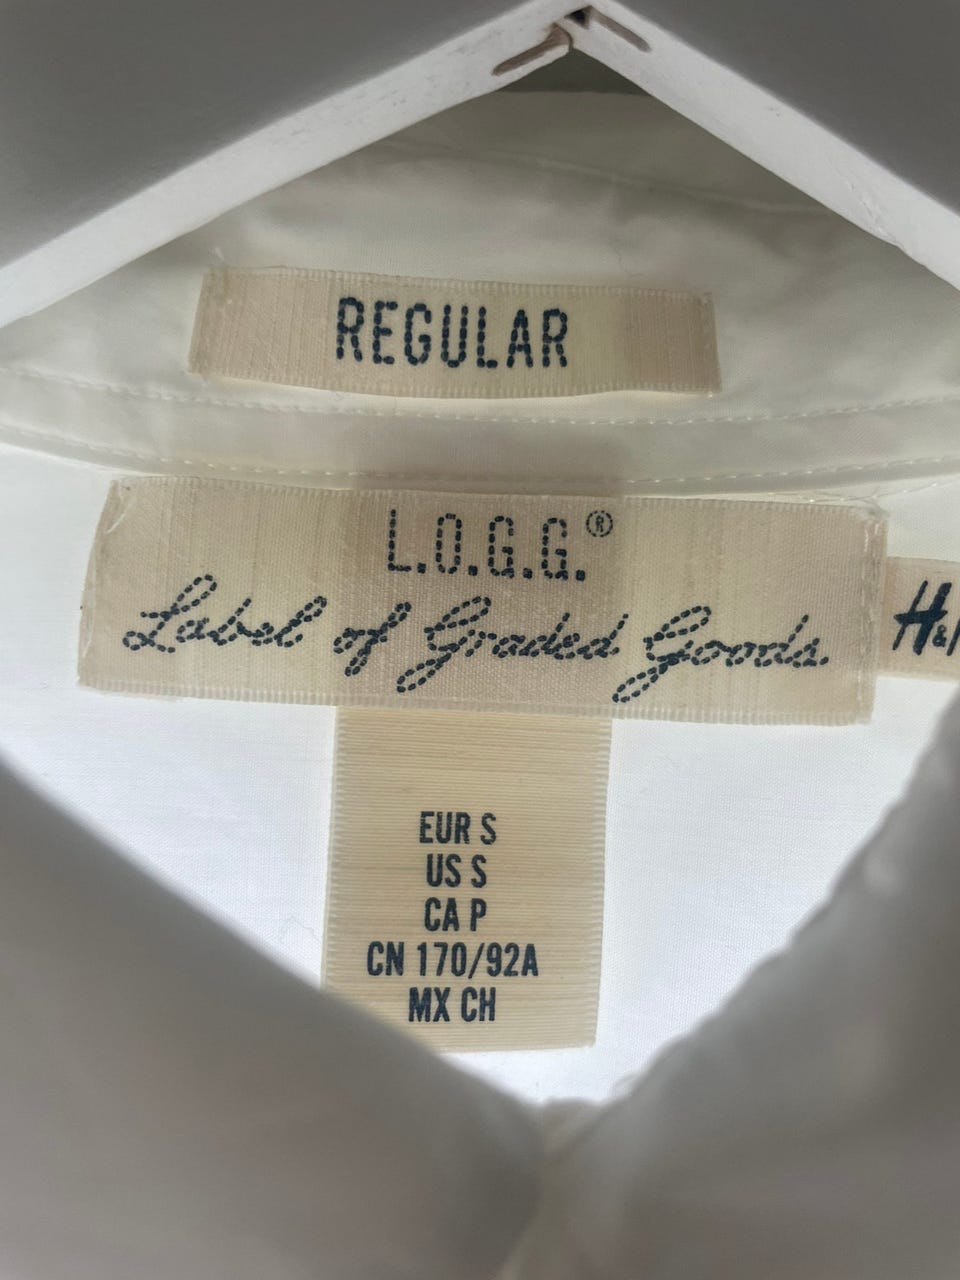 REGULAR
L.O.G.G.®
Label of Graded Goods
H&
EUR S
US S
CA P
CN 170/92A
MX CH